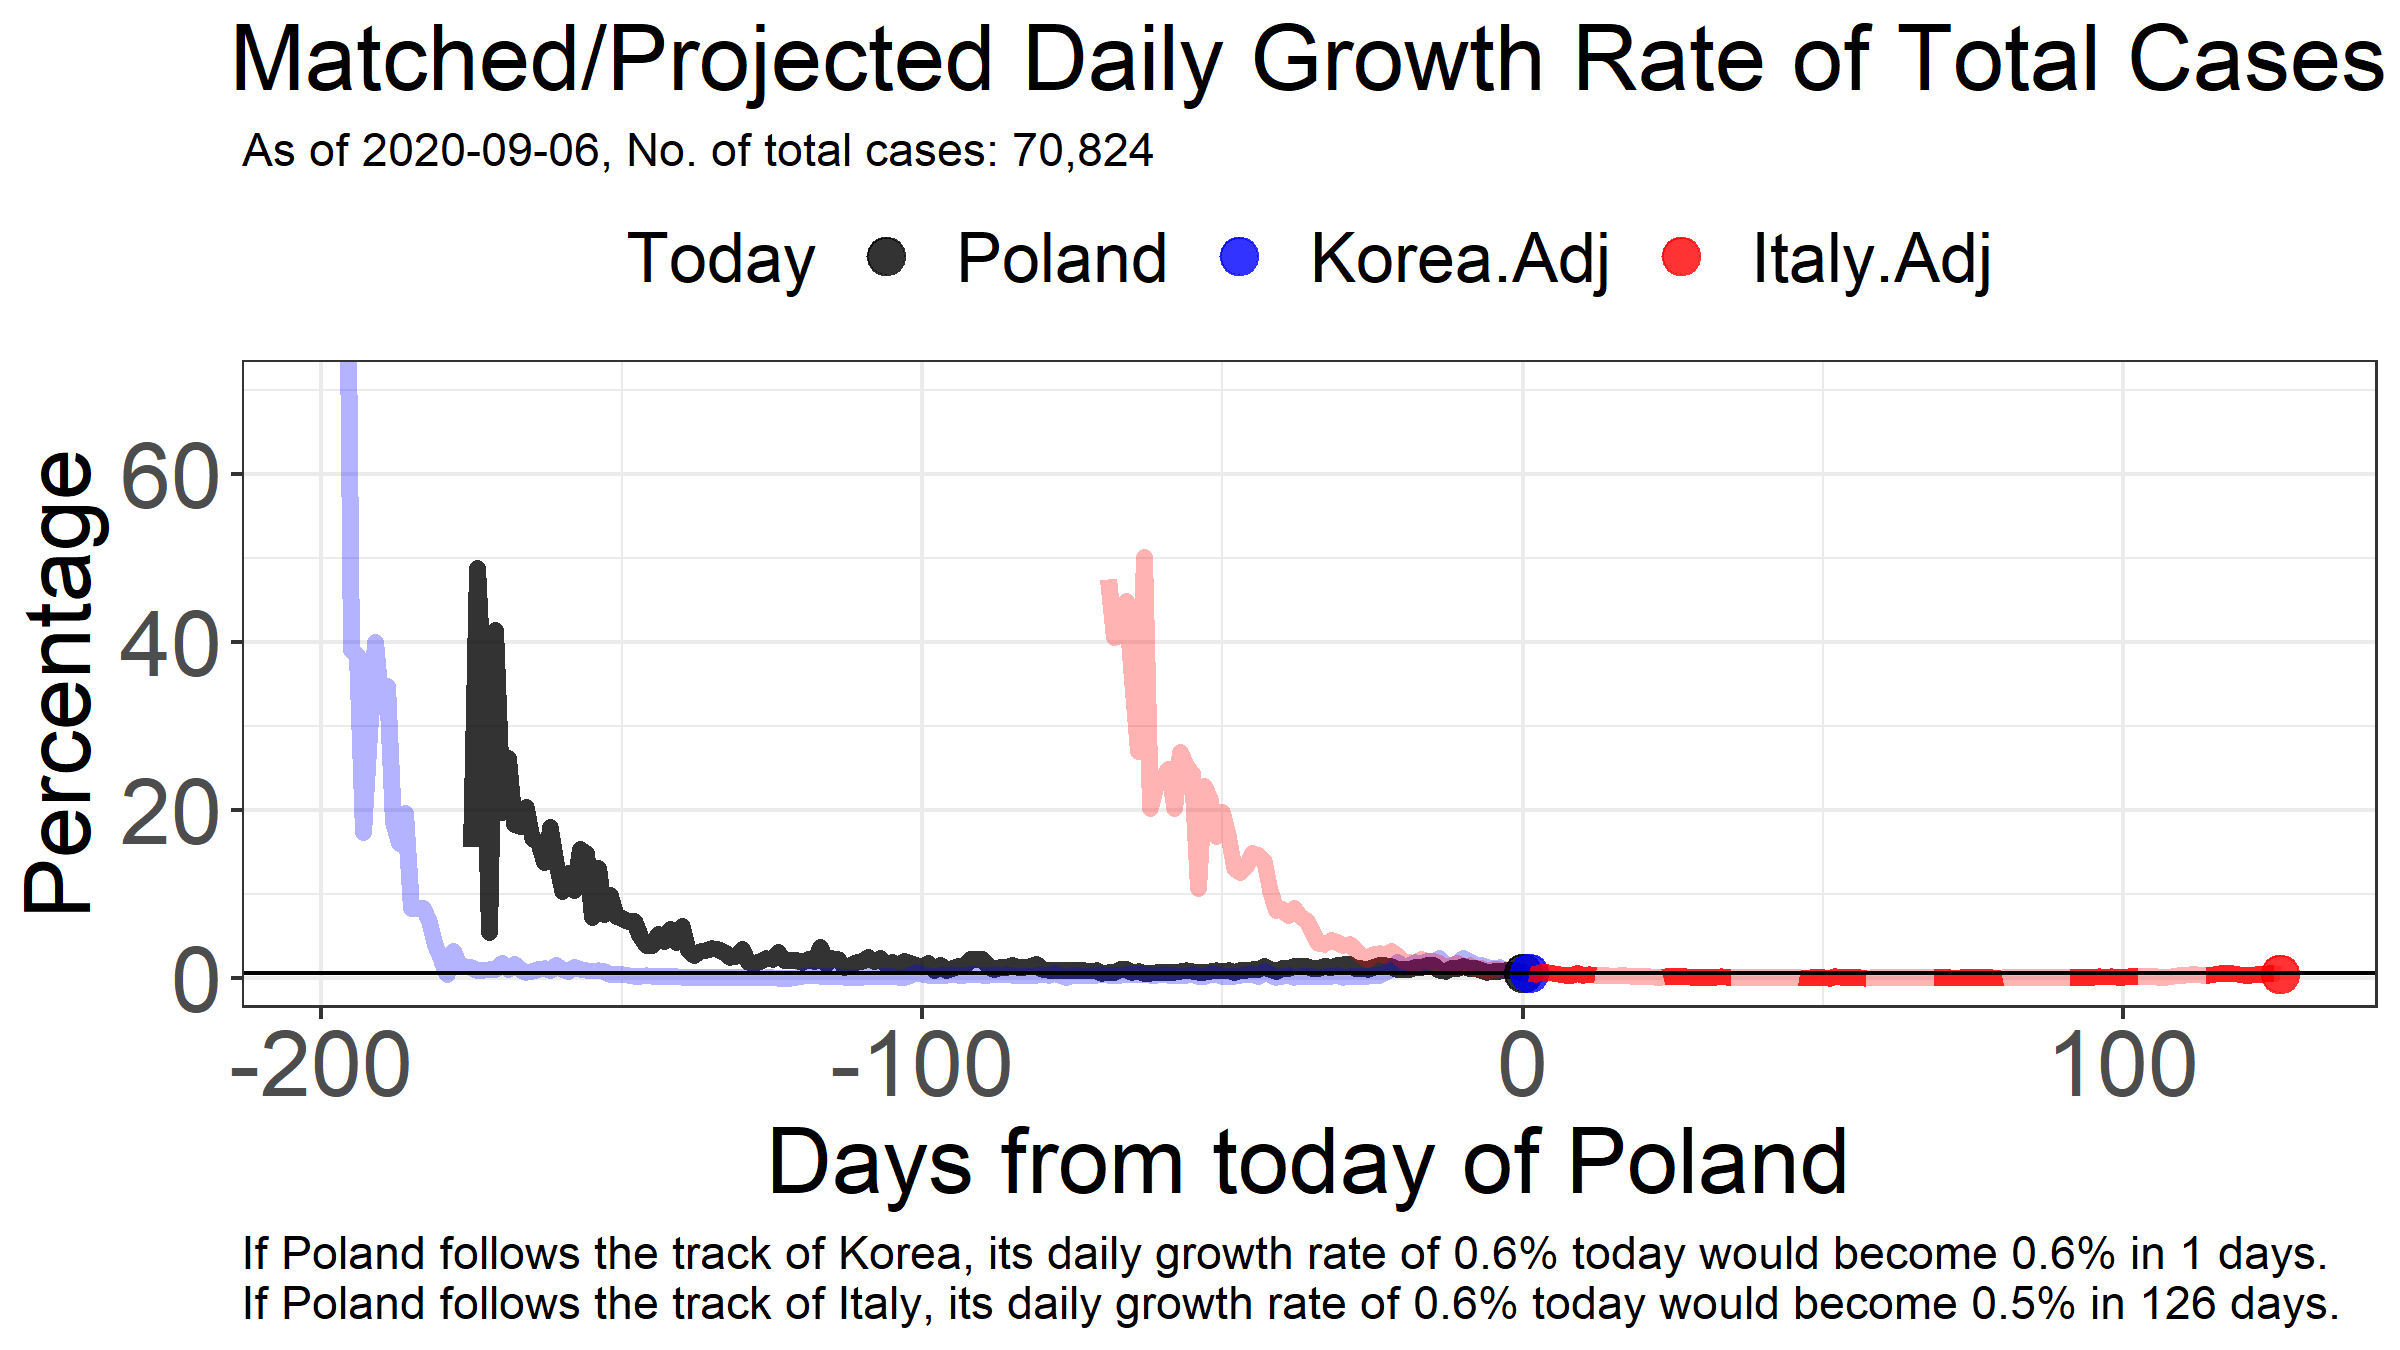 Matched/Projected Daily Growth Rate of Total Cases
As of 2020-09-06, No. of total cases: 70,824
Today Poland Korea.Adj Italy.Adj
Percentage
60
40
20
0
-200 -100 0 100
Days from today of Poland
If Poland follows the track of Korea, its daily growth rate of 0.6% today would become 0.6% in 1 days.
If Poland follows the track of Italy, its daily growth rate of 0.6% today would become 0.5% in 126 days.